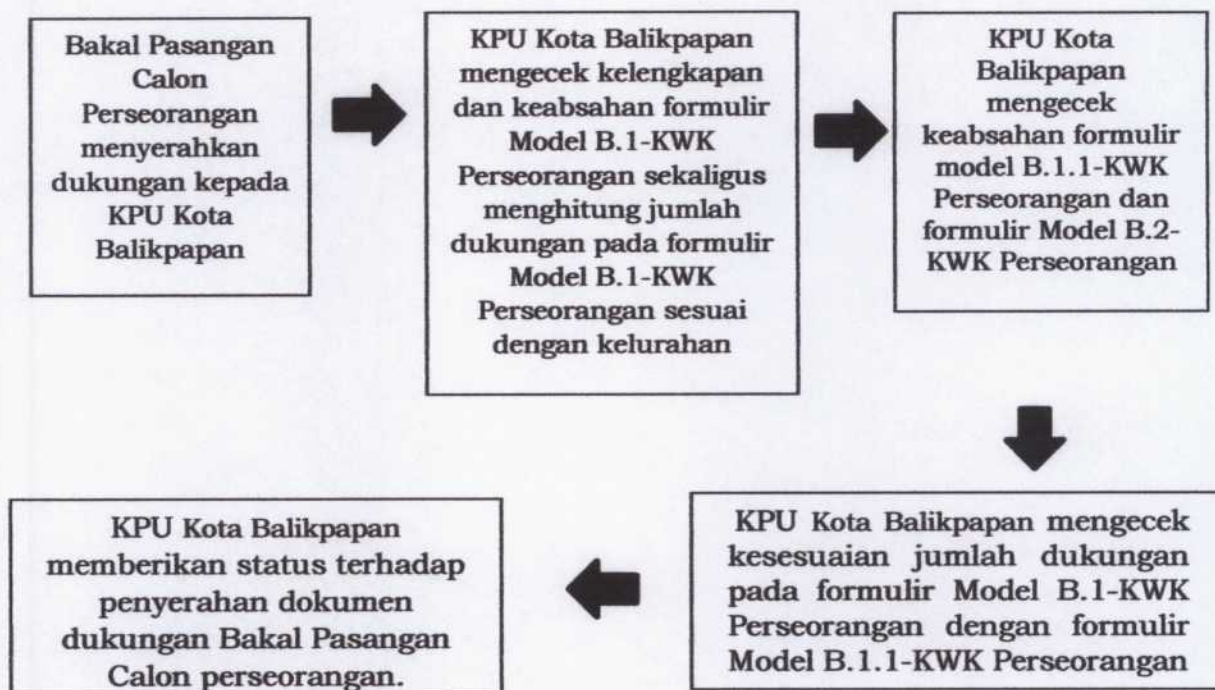 Bakal Pasangan
Calon
Perseorangan
menyerahkan
dukungan kepada
KPU Kota
Balikpapan
KPU Kota Balikpapan
mengecek kelengkapan
dan keabsahan formulir
Model B.1-KWK
Perseorangan sekaligus
menghitung jumlah
dukungan pada formulir
Model B.1-KWK
Perseorangan sesuai
dengan kelurahan
KPU Kota
Balikpapan
mengecek
keabsahan formulir
model B.1.1-KWK
Perseorangan dan
formulir Model B.2-
KWK Perseorangan
KPU Kota Balikpapan mengecek
kesesuaian jumlah dukungan
pada formulir Model B.1-KWK
Perseorangan dengan formulir
Model B.1.1-KWK Perseorangan
KPU Kota Balikpapan
memberikan status terhadap
penyerahan dokumen
dukungan Bakal Pasangan
Calon perseorangan.